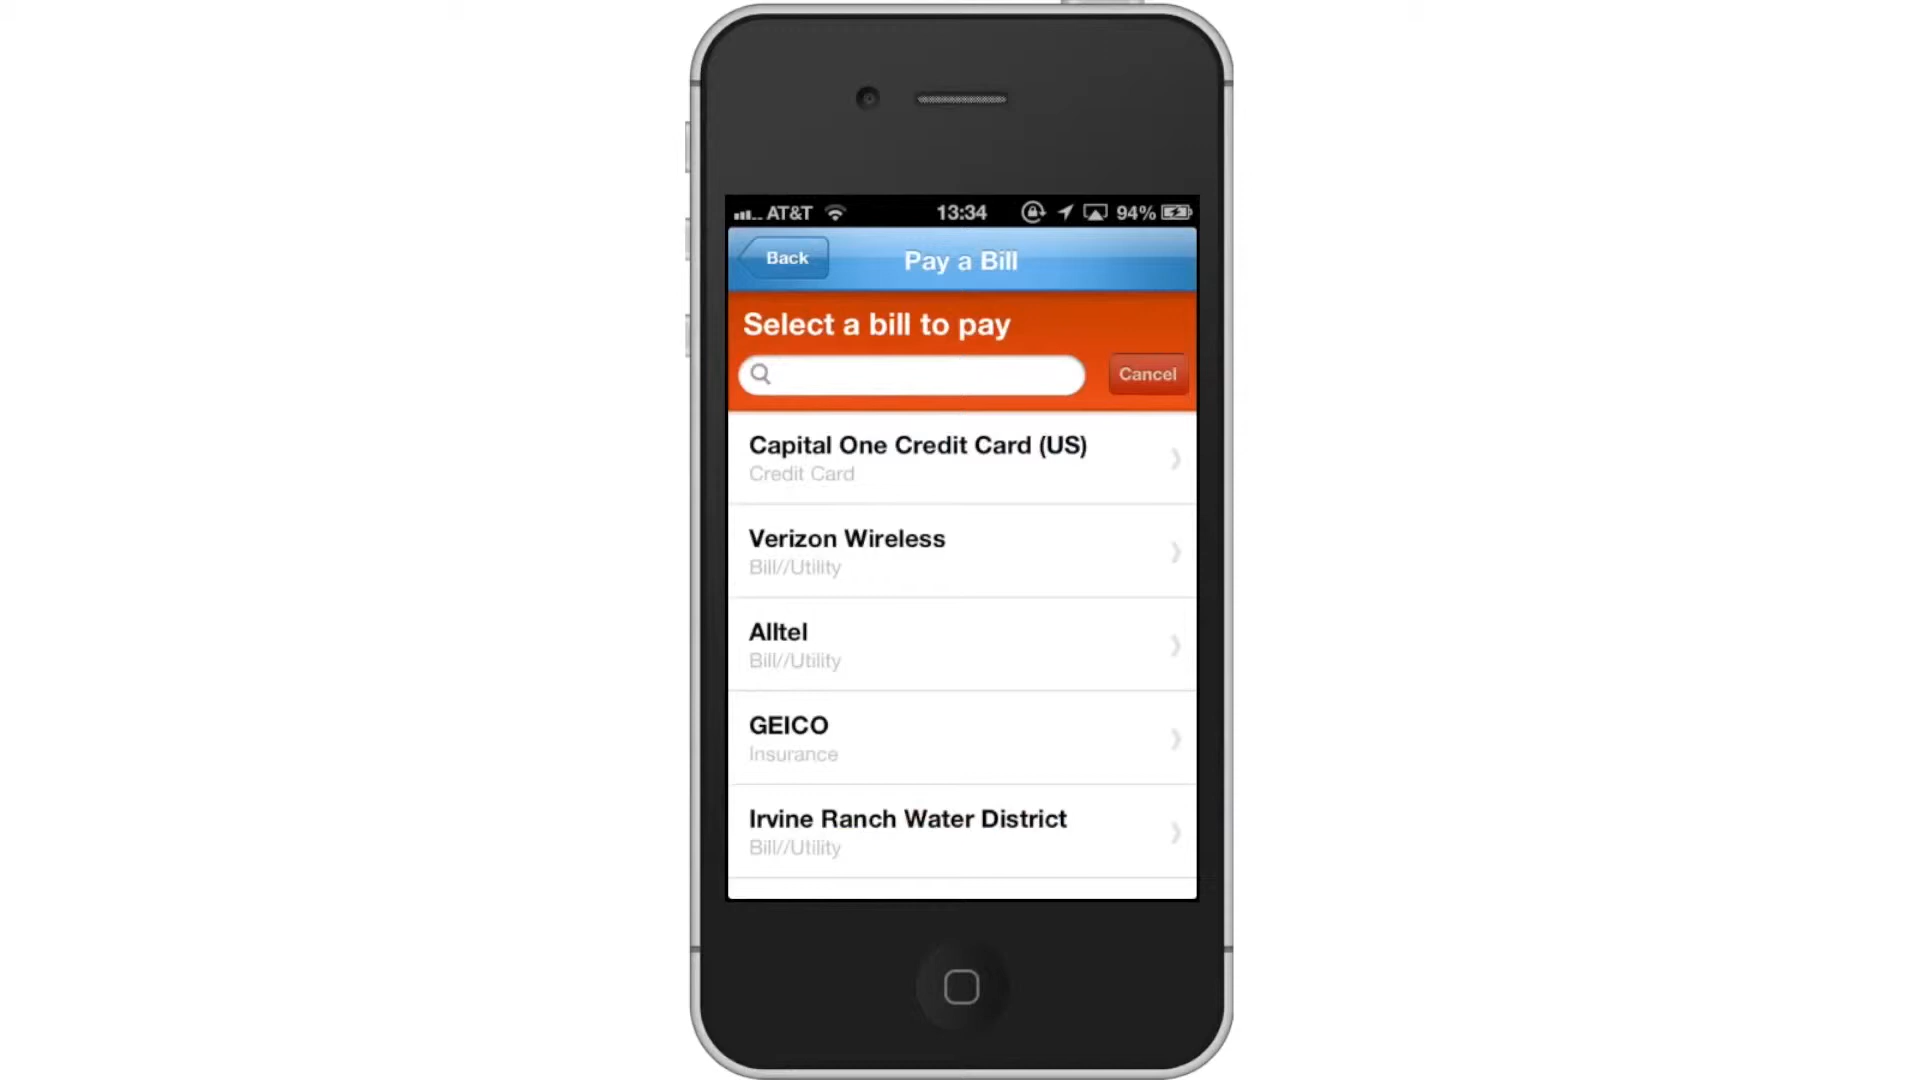 AT&T 13:34 94%
Back Pay a Bill
Select a bill to pay
Cancel
Capital One Credit Card (US)
Credit Card
Verizon Wireless
Bill//Utility
Alltel
Bill//Utility
GEICO
Insurance
Irvine Ranch Water District
Bill//Utility